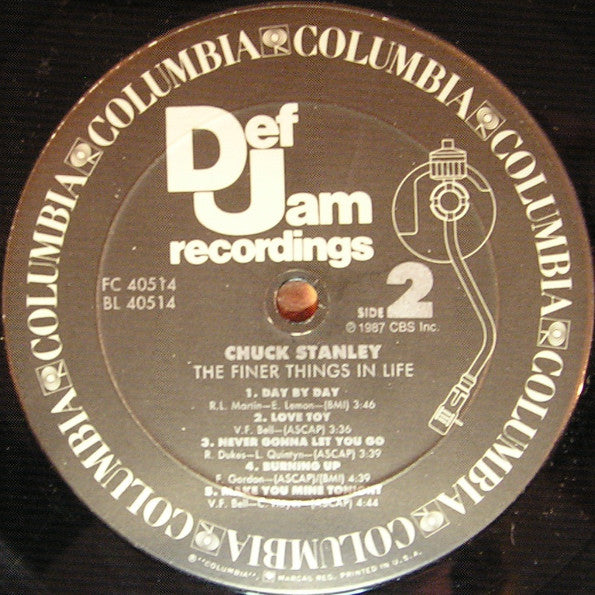 COLUMBIA COLUMBIA COLUMBIA COLUMBIA COLUMBIA COLUMBIA COLUMBIA COLUMBIA
Def
Jam
recordings
FC 40514
BL 40514
SIDE 2
℗ 1987 CBS Inc.
CHUCK STANLEY
THE FINER THINGS IN LIFE
1. DAY BY DAY
R.L. Martin—E. Lemon—(BMI) 3:46
2. LOVE TOY
V.F. Bell—(ASCAP) 3:36
3. NEVER GONNA LET YOU GO
R. Dukes—L. Quintyn—(ASCAP) 3:39
4. BURNING UP
F. Gordon—(ASCAP)/(BMI) 4:39
5. MAKE YOU MINE TONIGHT
V.F. Bell—(ASCAP) 4:44
®"COLUMBIA", MARCAS REG. PRINTED IN U.S.A.